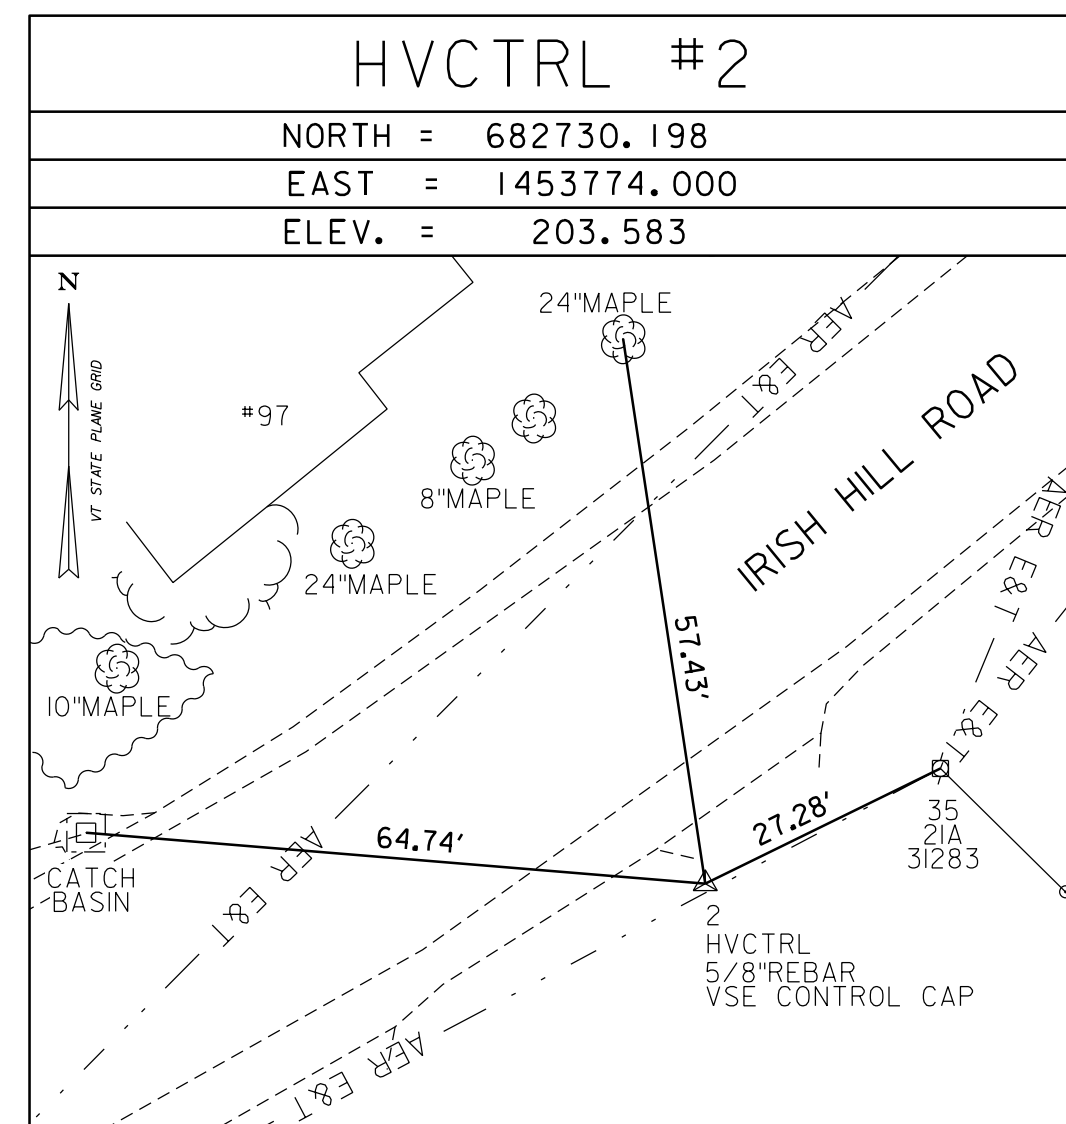 HVCTRL #2
NORTH = 682730.198
EAST = 1453774.000
ELEV. = 203.583
N
VT STATE PLANE GRID
24"MAPLE
AER E&T
#97
IRISH HILL ROAD
8"MAPLE
AER E&T
24"MAPLE
AER E&T
57.43'
10"MAPLE
27.28'
35
21A
31283
64.74'
AER E&T
CATCH
BASIN
2
HVCTRL
5/8"REBAR
VSE CONTROL CAP
AER E&T